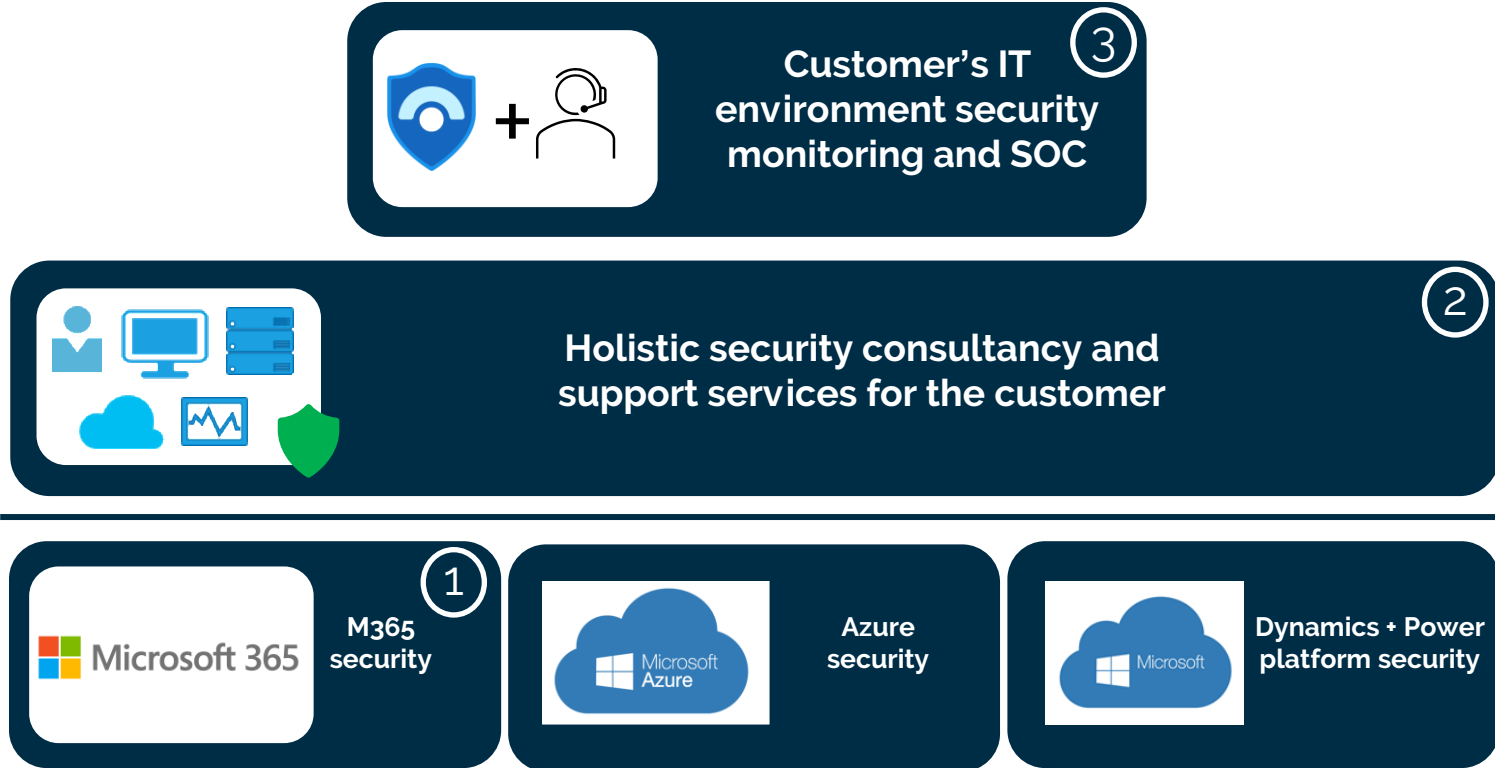 3
Customer’s IT
environment security
monitoring and SOC
+
2
Holistic security consultancy and
support services for the customer
1
Microsoft 365
M365
security
Microsoft
Azure
Azure
security
Microsoft
Dynamics + Power
platform security